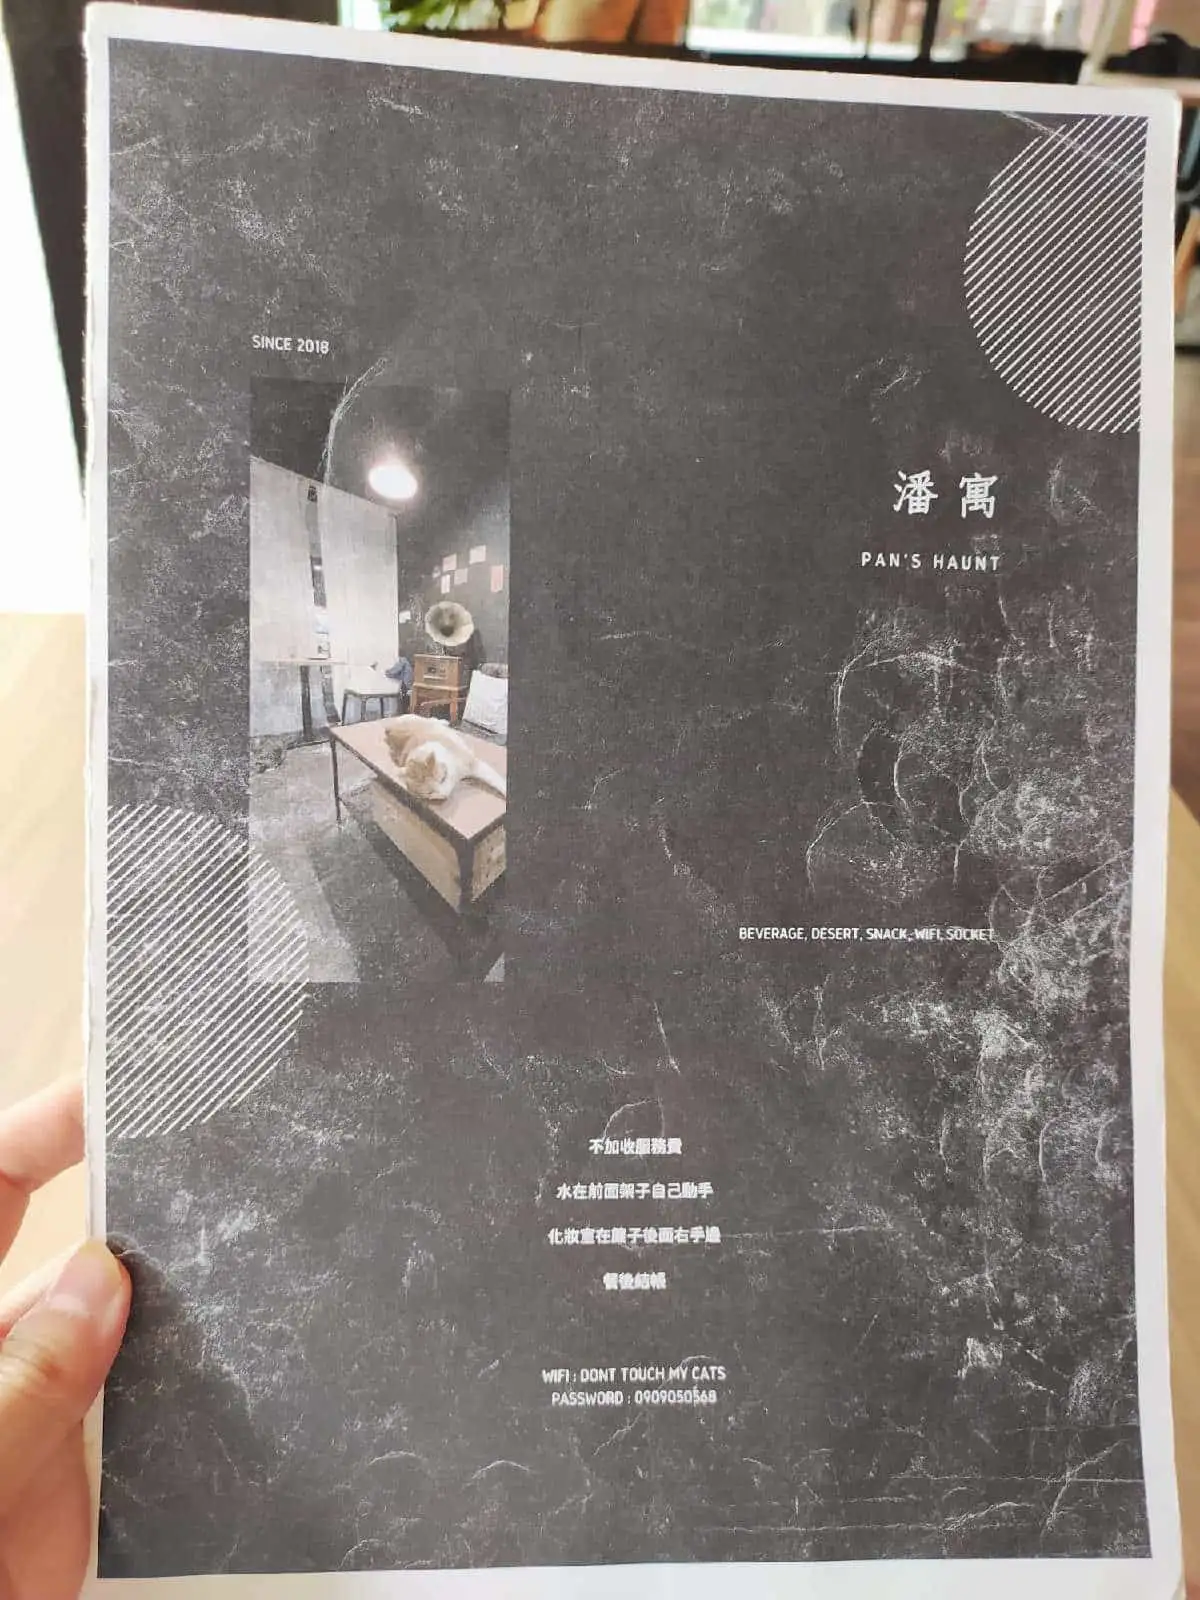 SINCE 2018
潘寓
PAN'S HAUNT
BEVERAGE, DESERT, SNACK, WIFI, SOCKET
不加收服務費
水在前面架子自己動手
化妝室在簾子後面右手邊
餐後結帳
WIFI : DONT TOUCH MY CATS
PASSWORD : 0909050568